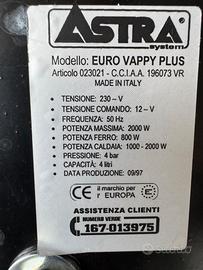 ASTRA
system
Modello: EURO VAPPY PLUS
Articolo 023021 - C.C.I.A.A. 196073 VR
MADE IN ITALY
• TENSIONE: 230 ~ V
• TENSIONE COMANDO: 12 ~ V
• FREQUENZA: 50 Hz
• POTENZA MASSIMA: 2000 W
• POTENZA FERRO: 800 W
• POTENZA CALDAIA: 1000 - 2000 W
• PRESSIONE: 4 bar
• CAPACITÀ: 4 litri
• DATA PRODUZIONE: 09/97
CE il marchio per l'EUROPA E
ASSISTENZA CLIENTI
NUMERO VERDE
167-013975
subito